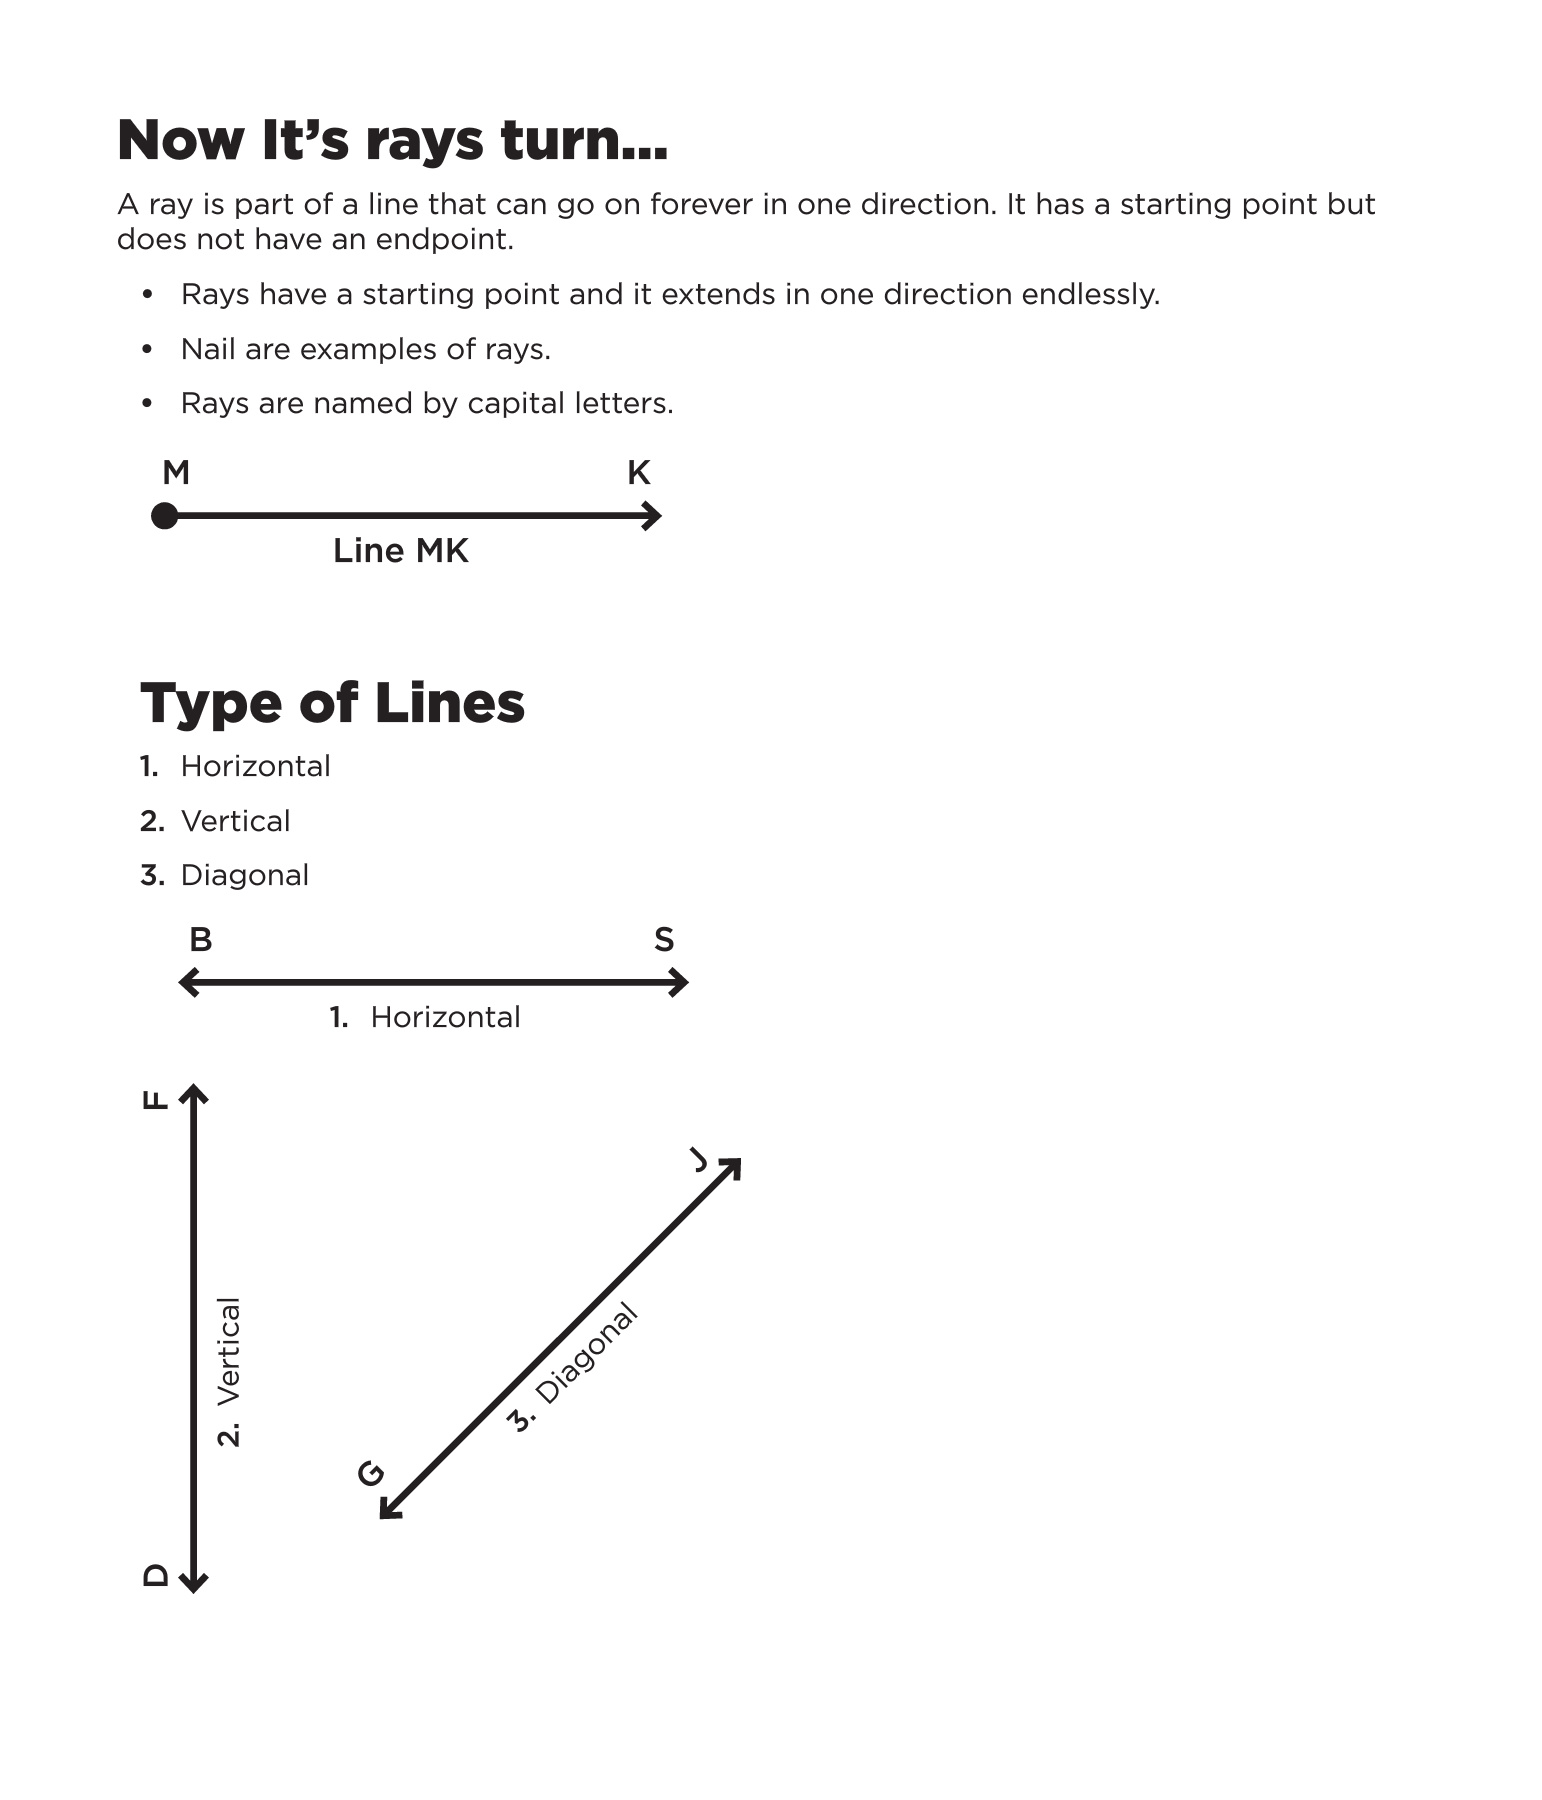 Now It’s rays turn...
A ray is part of a line that can go on forever in one direction. It has a starting point but
does not have an endpoint.
• Rays have a starting point and it extends in one direction endlessly.
• Nail are examples of rays.
• Rays are named by capital letters.
M K
Line MK
Type of Lines
1. Horizontal
2. Vertical
3. Diagonal
B S
1. Horizontal
F
2. Vertical
D
J
3. Diagonal
G